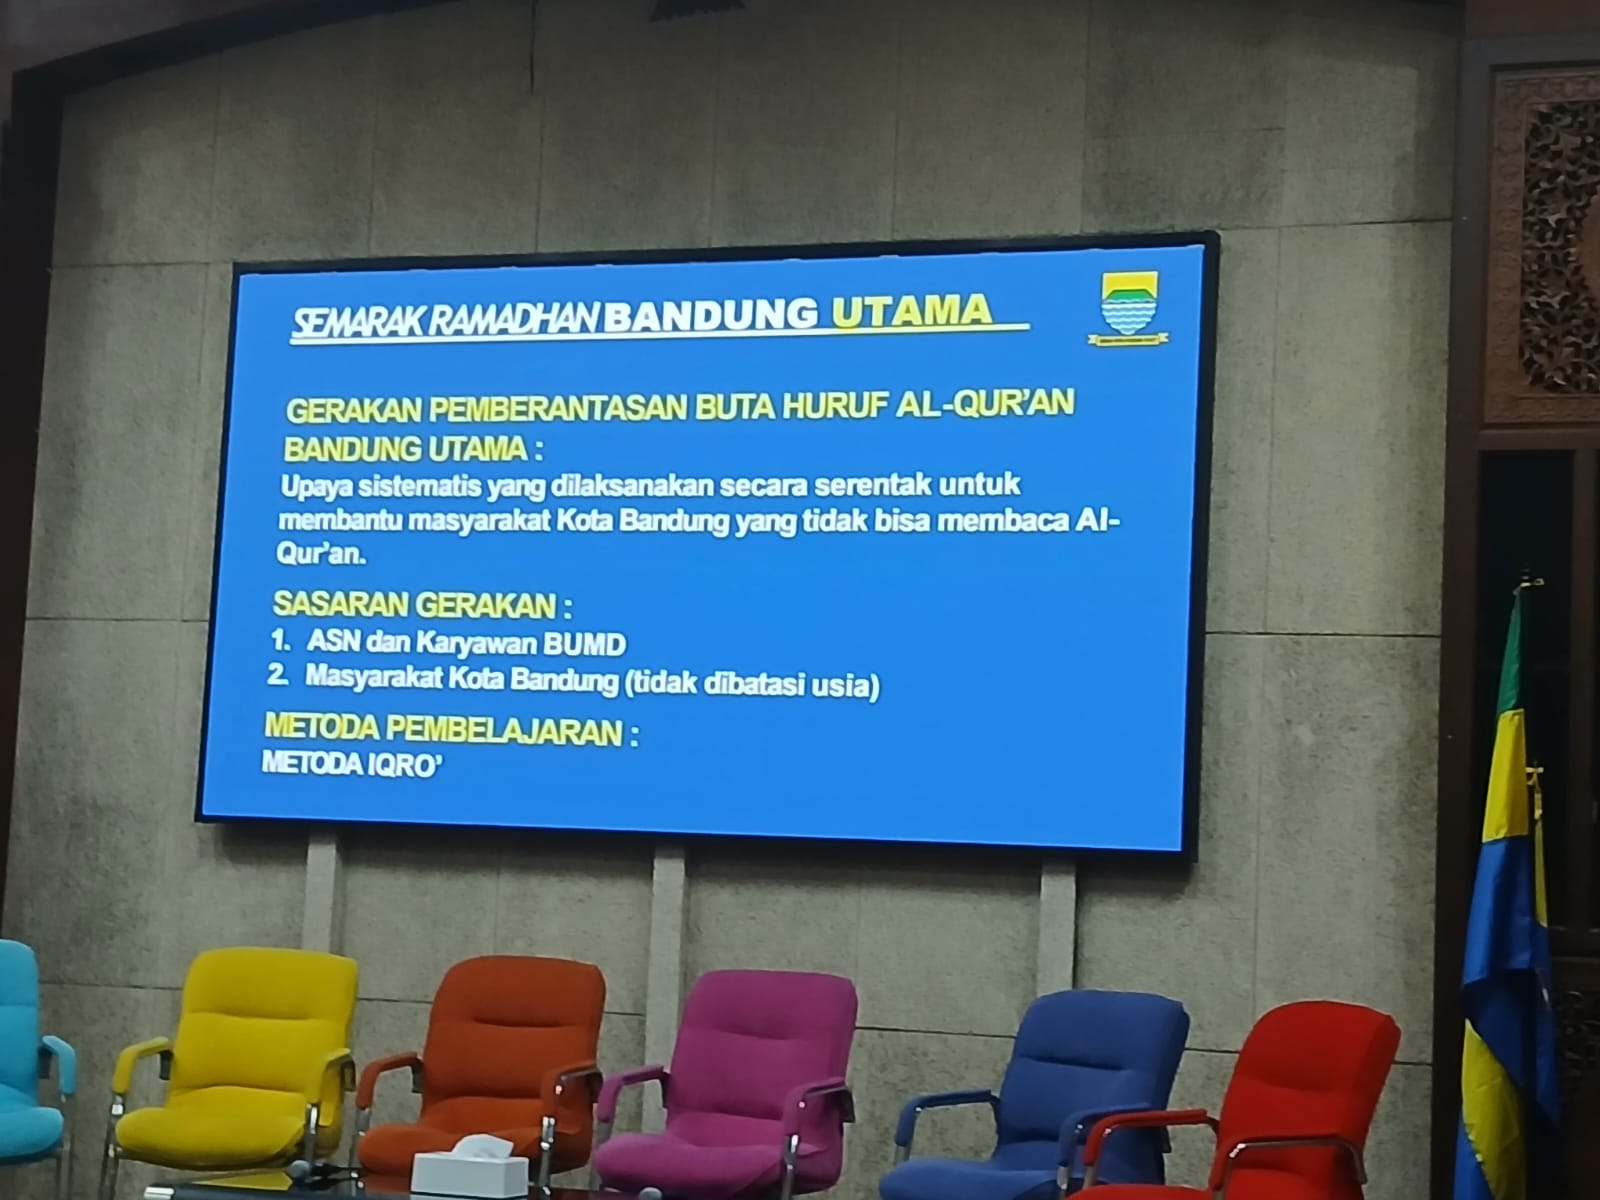 SEMARAK RAMADHAN BANDUNG UTAMA
GERAKAN PEMBERANTASAN BUTA HURUF AL-QUR'AN
BANDUNG UTAMA :
Upaya sistematis yang dilaksanakan secara serentak untuk
membantu masyarakat Kota Bandung yang tidak bisa membaca Al-
Qur'an.
SASARAN GERAKAN :
1. ASN dan Karyawan BUMD
2. Masyarakat Kota Bandung (tidak dibatasi usia)
METODA PEMBELAJARAN :
METODA IQRO'